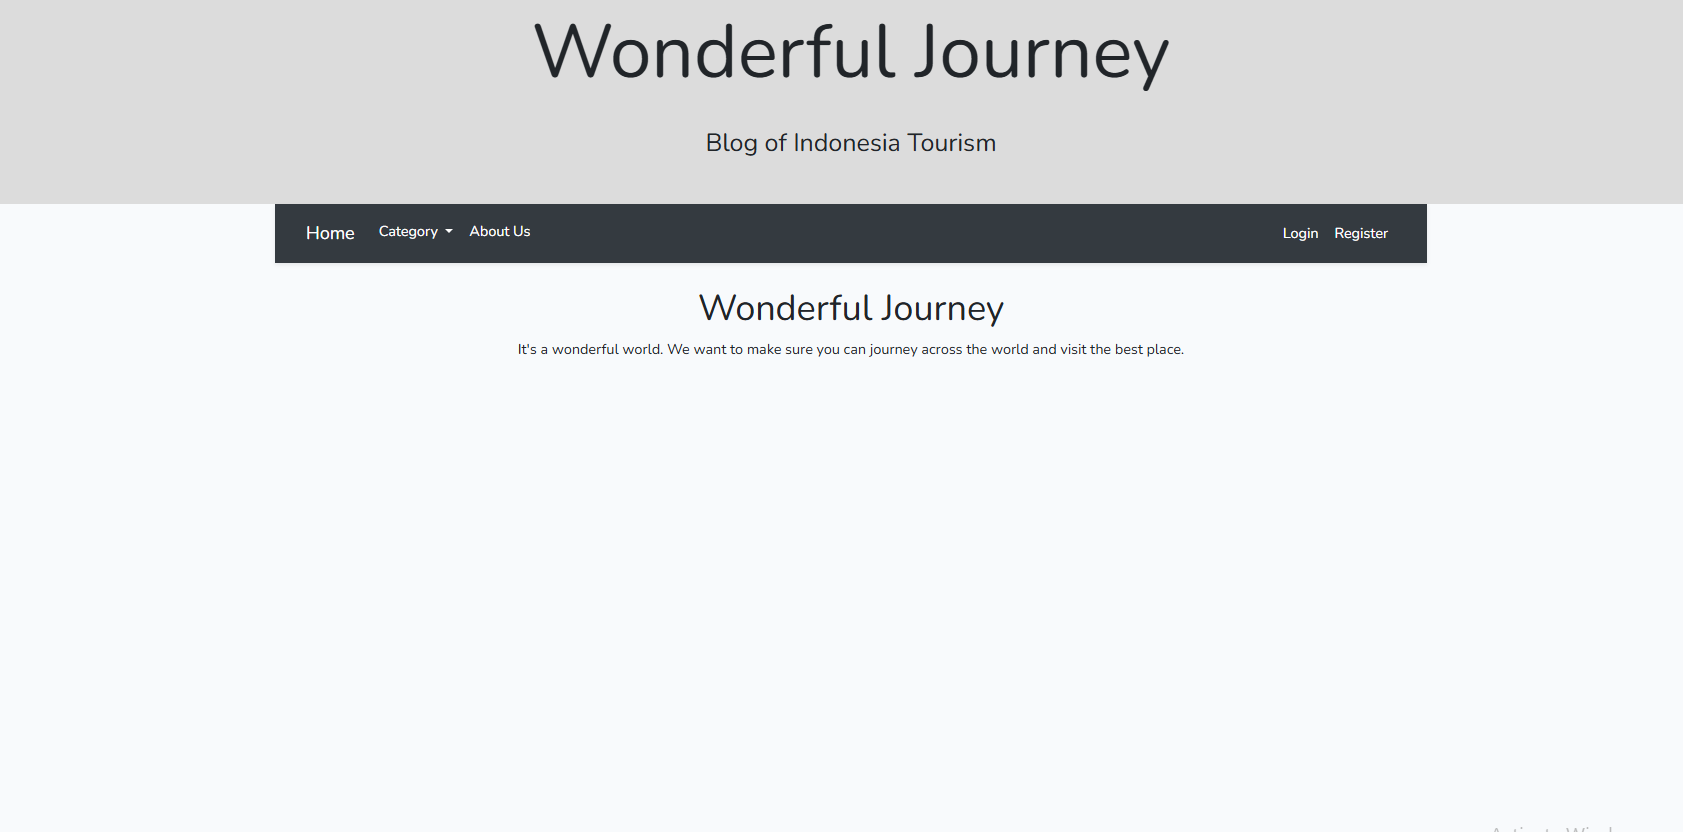 Wonderful Journey
Blog of Indonesia Tourism
Home Category About Us Login Register
Wonderful Journey
It's a wonderful world. We want to make sure you can journey across the world and visit the best place.